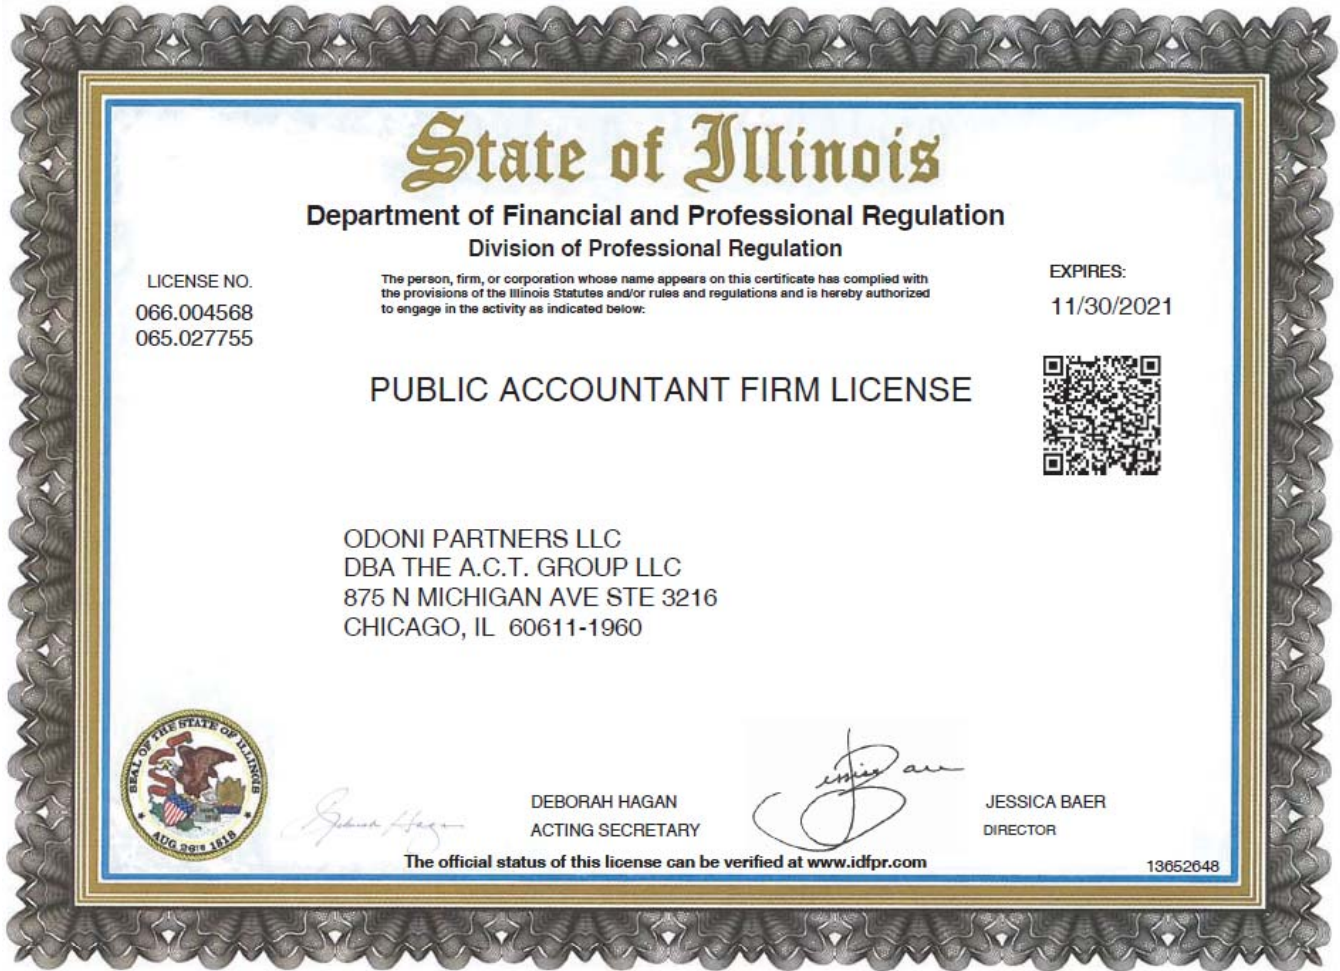 State of Illinois
Department of Financial and Professional Regulation
Division of Professional Regulation
LICENSE NO.
066.004568
065.027755
The person, firm, or corporation whose name appears on this certificate has complied with
the provisions of the Illinois Statutes and/or rules and regulations and is hereby authorized
to engage in the activity as indicated below:
EXPIRES:
11/30/2021
PUBLIC ACCOUNTANT FIRM LICENSE
ODONI PARTNERS LLC
DBA THE A.C.T. GROUP LLC
875 N MICHIGAN AVE STE 3216
CHICAGO, IL 60611-1960
SEAL OF THE STATE OF ILLINOIS
AUG. 26TH 1818
Deborah Hagan
DEBORAH HAGAN
ACTING SECRETARY
Jessica Baer
JESSICA BAER
DIRECTOR
The official status of this license can be verified at www.idfpr.com
13652648